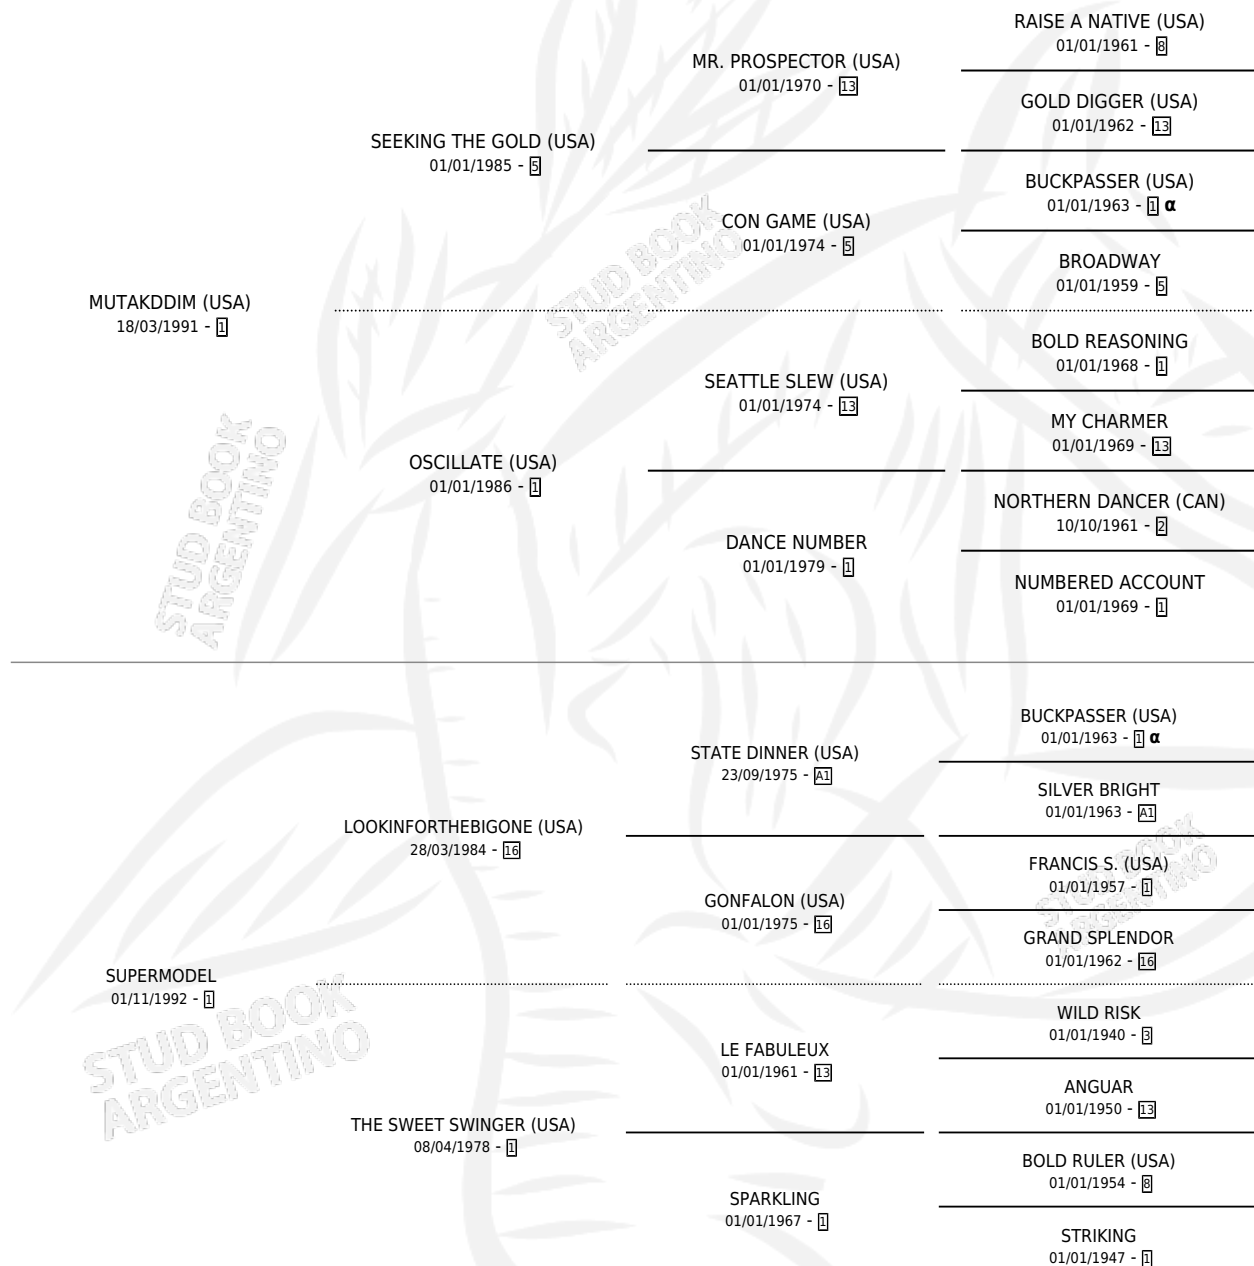 RAISE A NATIVE (USA)
01/01/1961 - 8
MR. PROSPECTOR (USA)
01/01/1970 - 13
GOLD DIGGER (USA)
01/01/1962 - 13
SEEKING THE GOLD (USA)
01/01/1985 - 5
BUCKPASSER (USA)
01/01/1963 - 1 α
CON GAME (USA)
01/01/1974 - 5
BROADWAY
01/01/1959 - 5
MUTAKDDIM (USA)
18/03/1991 - 1
BOLD REASONING
01/01/1968 - 1
SEATTLE SLEW (USA)
01/01/1974 - 13
MY CHARMER
01/01/1969 - 13
OSCILLATE (USA)
01/01/1986 - 1
NORTHERN DANCER (CAN)
10/10/1961 - 2
DANCE NUMBER
01/01/1979 - 1
NUMBERED ACCOUNT
01/01/1969 - 1
BUCKPASSER (USA)
01/01/1963 - 1 α
STATE DINNER (USA)
23/09/1975 - A1
SILVER BRIGHT
01/01/1963 - A1
LOOKINFORTHEBIGONE (USA)
28/03/1984 - 16
FRANCIS S. (USA)
01/01/1957 - 1
GONFALON (USA)
01/01/1975 - 16
GRAND SPLENDOR
01/01/1962 - 16
SUPERMODEL
01/11/1992 - 1
WILD RISK
01/01/1940 - 3
LE FABULEUX
01/01/1961 - 13
ANGUAR
01/01/1950 - 13
THE SWEET SWINGER (USA)
08/04/1978 - 1
BOLD RULER (USA)
01/01/1954 - 8
SPARKLING
01/01/1967 - 1
STRIKING
01/01/1947 - 1
STUD BOOK
ARGENTINO
STUD BOOK
ARGENTINO
STUD BOOK
ARGENTINO
STUD BOOK
ARGENTINO